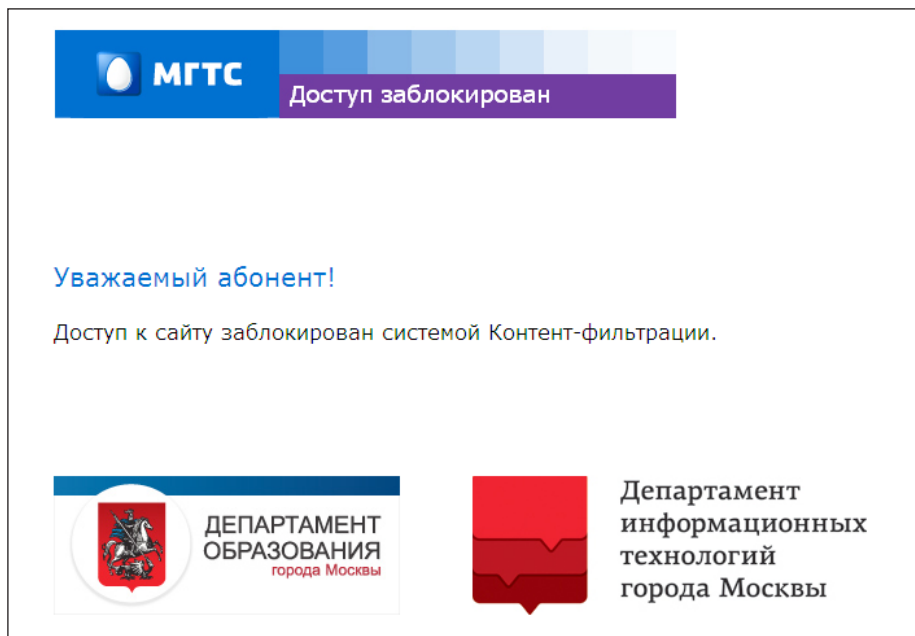 МГТС
Доступ заблокирован
Уважаемый абонент!
Доступ к сайту заблокирован системой Контент-фильтрации.
ДЕПАРТАМЕНТ
ОБРАЗОВАНИЯ
города Москвы
Департамент
информационных
технологий
города Москвы